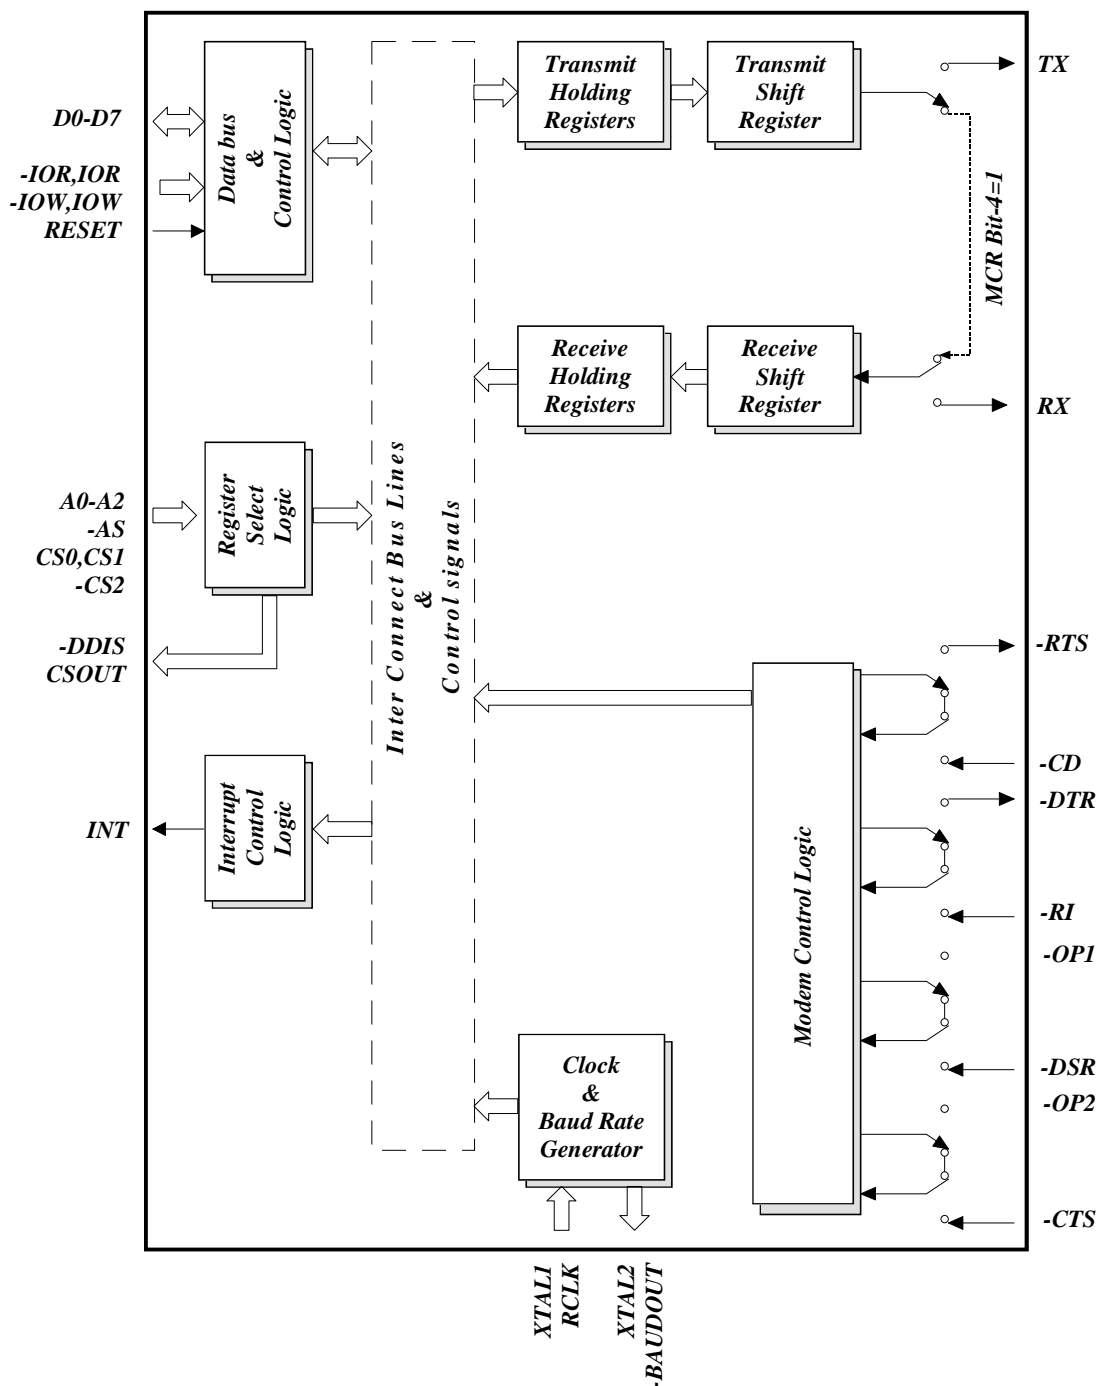 D0-D7
-IOR,IOR
-IOW,IOW
RESET
Data bus
&
Control Logic
A0-A2
-AS
CS0,CS1
-CS2
-DDIS
CSOUT
Register
Select
Logic
INT
Interrupt
Control
Logic
Inter Connect Bus Lines
&
Control signals
Transmit
Holding
Registers
Transmit
Shift
Register
TX
MCR Bit-4=1
Receive
Holding
Registers
Receive
Shift
Register
RX
Modem Control Logic
-RTS
-CD
-DTR
-RI
-OP1
-DSR
-OP2
-CTS
Clock
&
Baud Rate
Generator
XTAL1
RCLK
XTAL2
-BAUDOUT